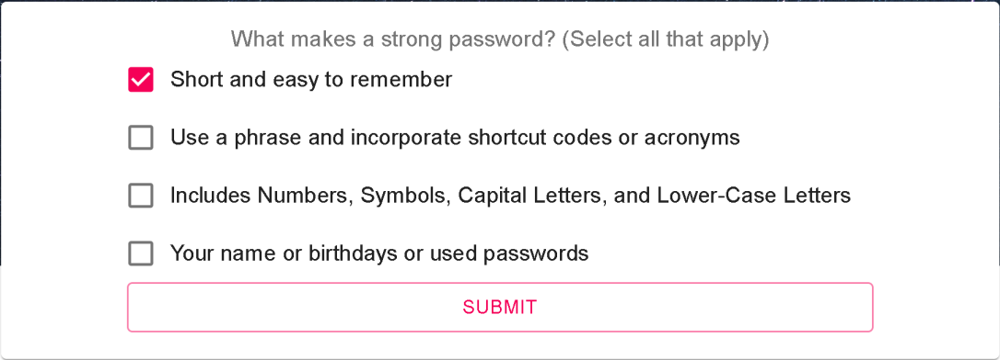 What makes a strong password? (Select all that apply)
Short and easy to remember
Use a phrase and incorporate shortcut codes or acronyms
Includes Numbers, Symbols, Capital Letters, and Lower-Case Letters
Your name or birthdays or used passwords
SUBMIT